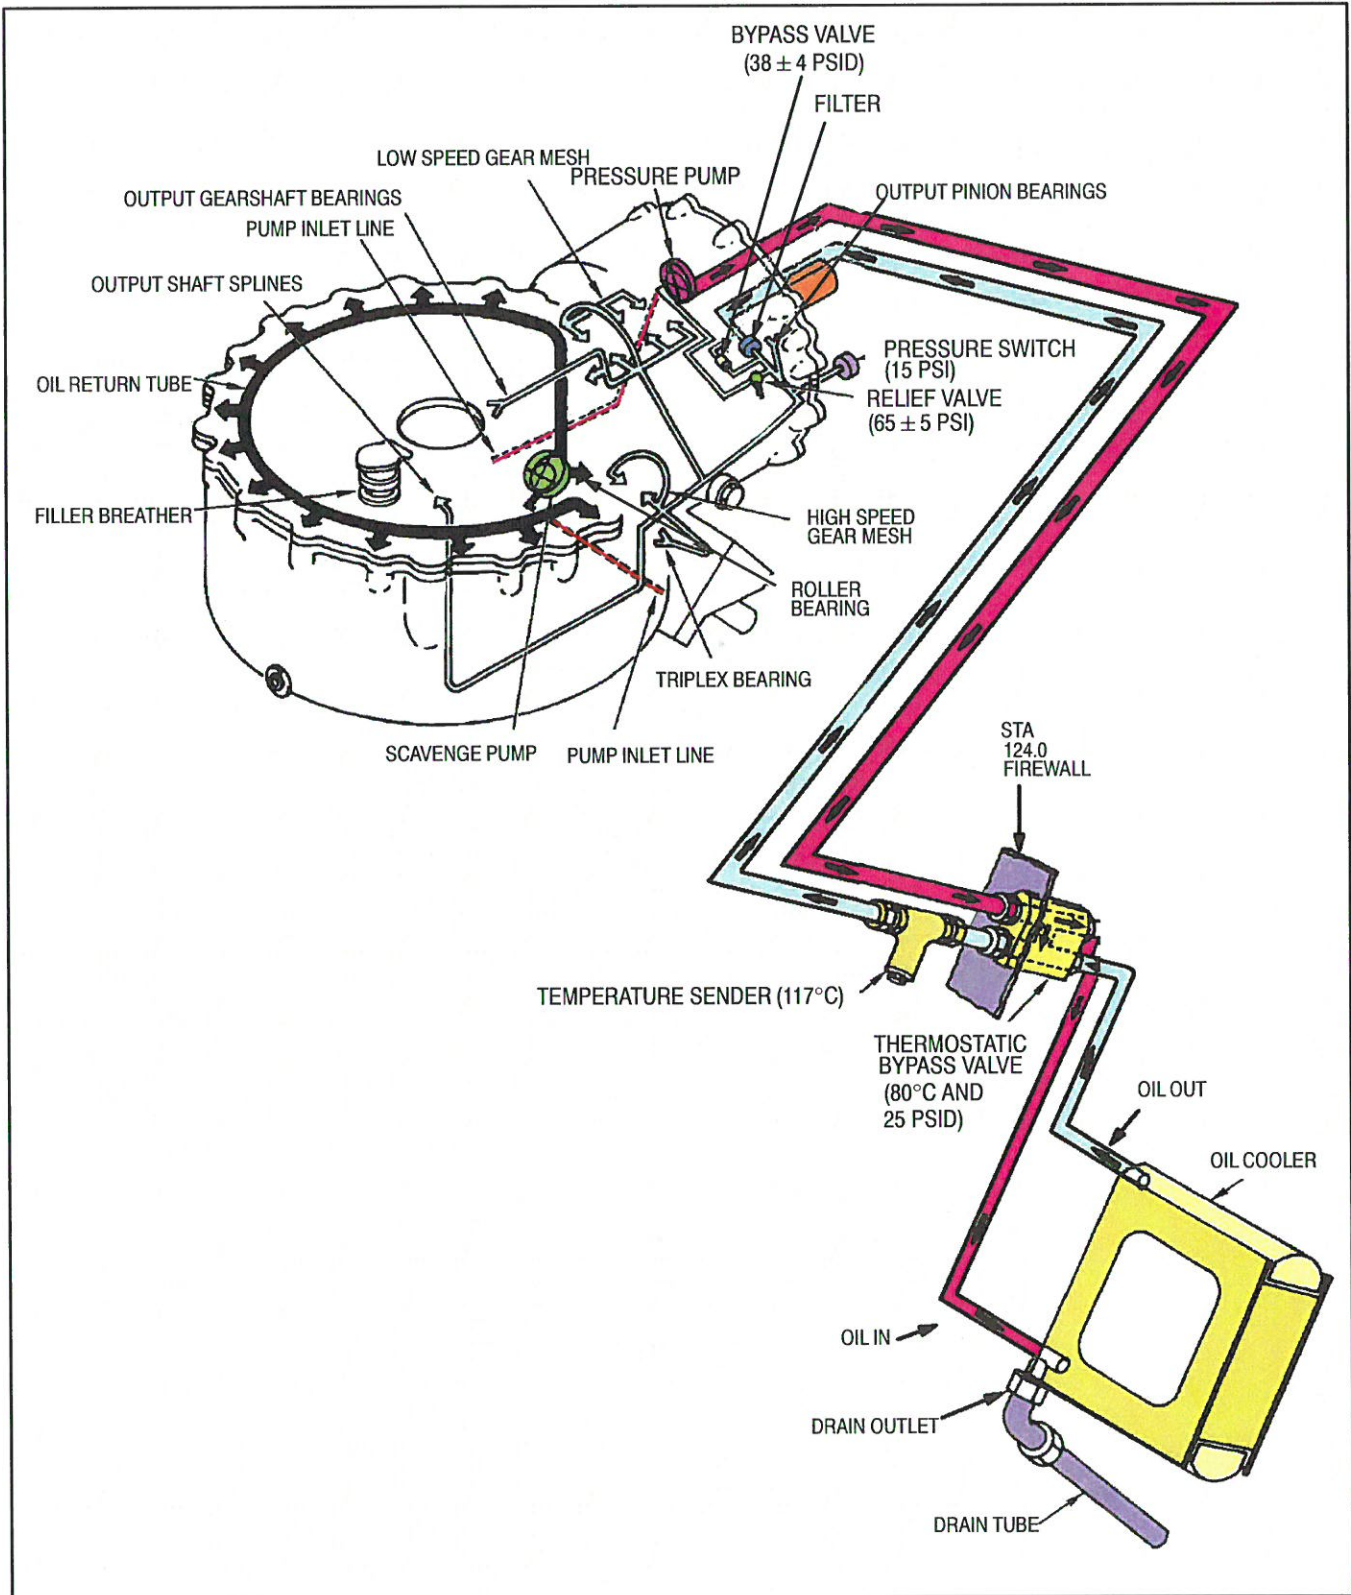 BYPASS VALVE
(38 ± 4 PSID)
FILTER
LOW SPEED GEAR MESH
PRESSURE PUMP
OUTPUT GEARSHAFT BEARINGS
OUTPUT PINION BEARINGS
PUMP INLET LINE
OUTPUT SHAFT SPLINES
PRESSURE SWITCH
(15 PSI)
OIL RETURN TUBE
RELIEF VALVE
(65 ± 5 PSI)
FILLER BREATHER
HIGH SPEED
GEAR MESH
ROLLER
BEARING
TRIPLEX BEARING
SCAVENGE PUMP
PUMP INLET LINE
STA
124.0
FIREWALL
TEMPERATURE SENDER (117°C)
THERMOSTATIC
BYPASS VALVE
(80°C AND
25 PSID)
OIL OUT
OIL COOLER
OIL IN
DRAIN OUTLET
DRAIN TUBE